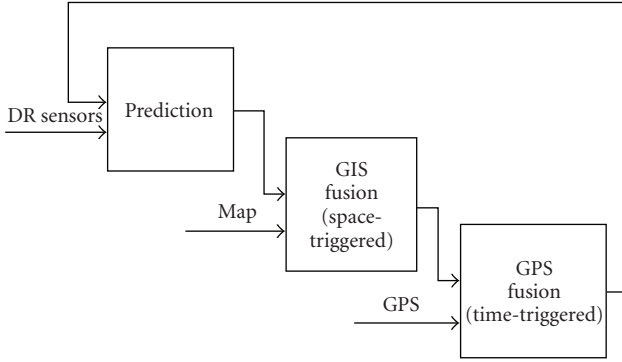 DR sensors
Prediction
Map
GIS
fusion
(space-
triggered)
GPS
GPS
fusion
(time-triggered)